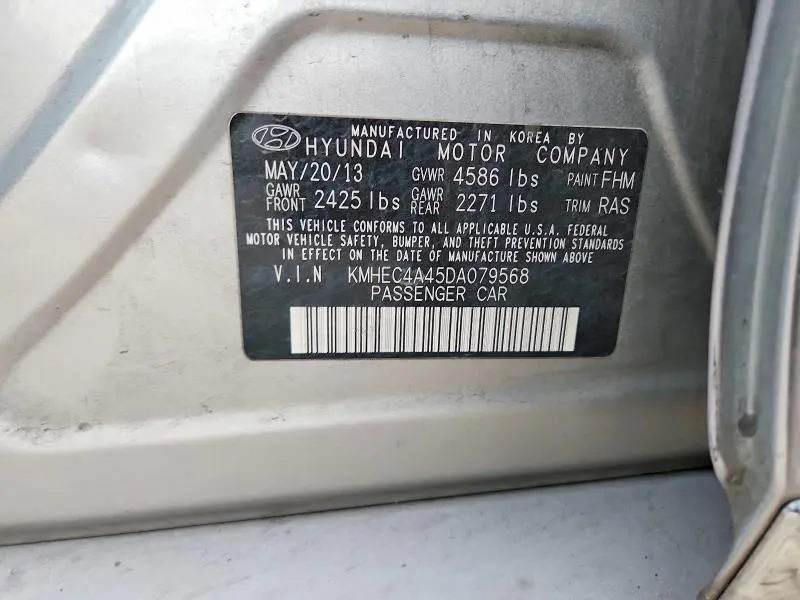 MANUFACTURED IN KOREA BY
HYUNDAI MOTOR COMPANY
MAY/20/13 GVWR 4586 lbs PAINT FHM
GAWR FRONT 2425 lbs GAWR REAR 2271 lbs TRIM RAS
THIS VEHICLE CONFORMS TO ALL APPLICABLE U.S.A. FEDERAL
MOTOR VEHICLE SAFETY, BUMPER, AND THEFT PREVENTION STANDARDS
IN EFFECT ON THE DATE OF MANUFACTURE SHOWN ABOVE
V.I.N KMHEC4A45DA079568
PASSENGER CAR